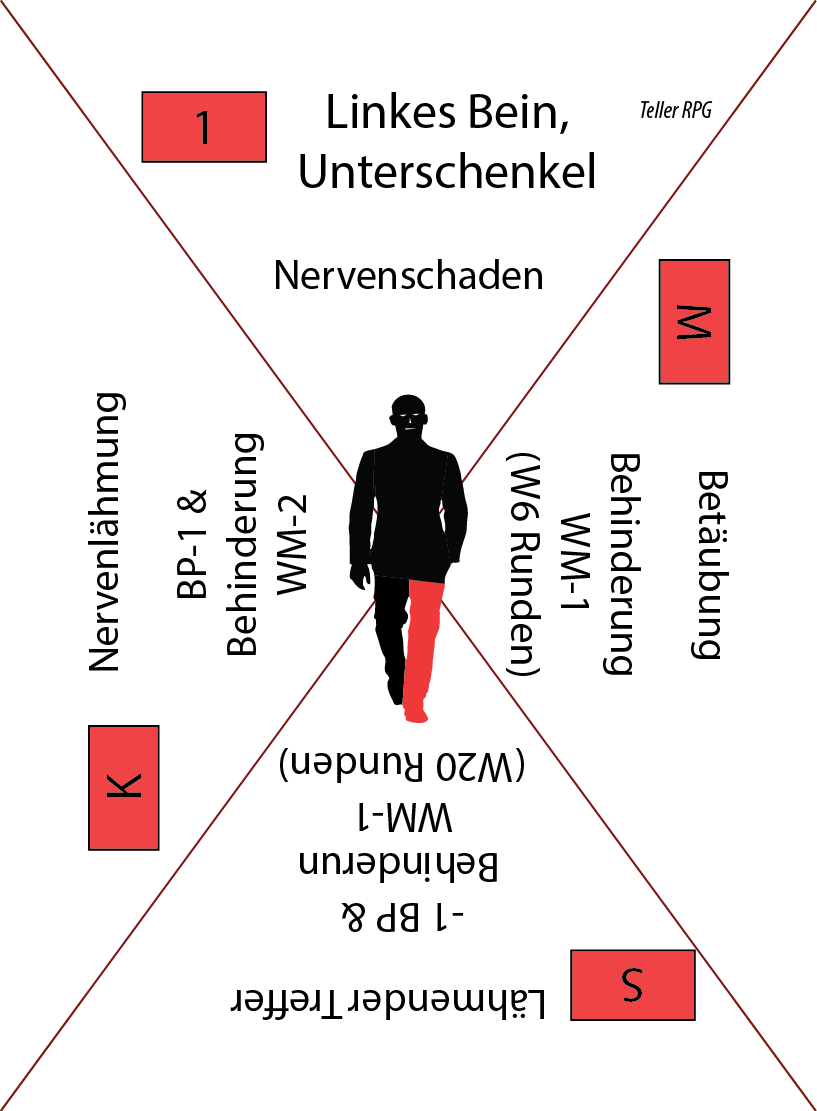 1
Linkes Bein,
Unterschenkel
Teller RPG
Nervenschaden
M
Betäubung
Behinderung
WM-1
(W6 Runden)
S
Lähmender Treffer
-1 BP &
Behinderun
WM-1
(W20 Runden)
K
Nervenlähmung
BP-1 &
Behinderung
WM-2